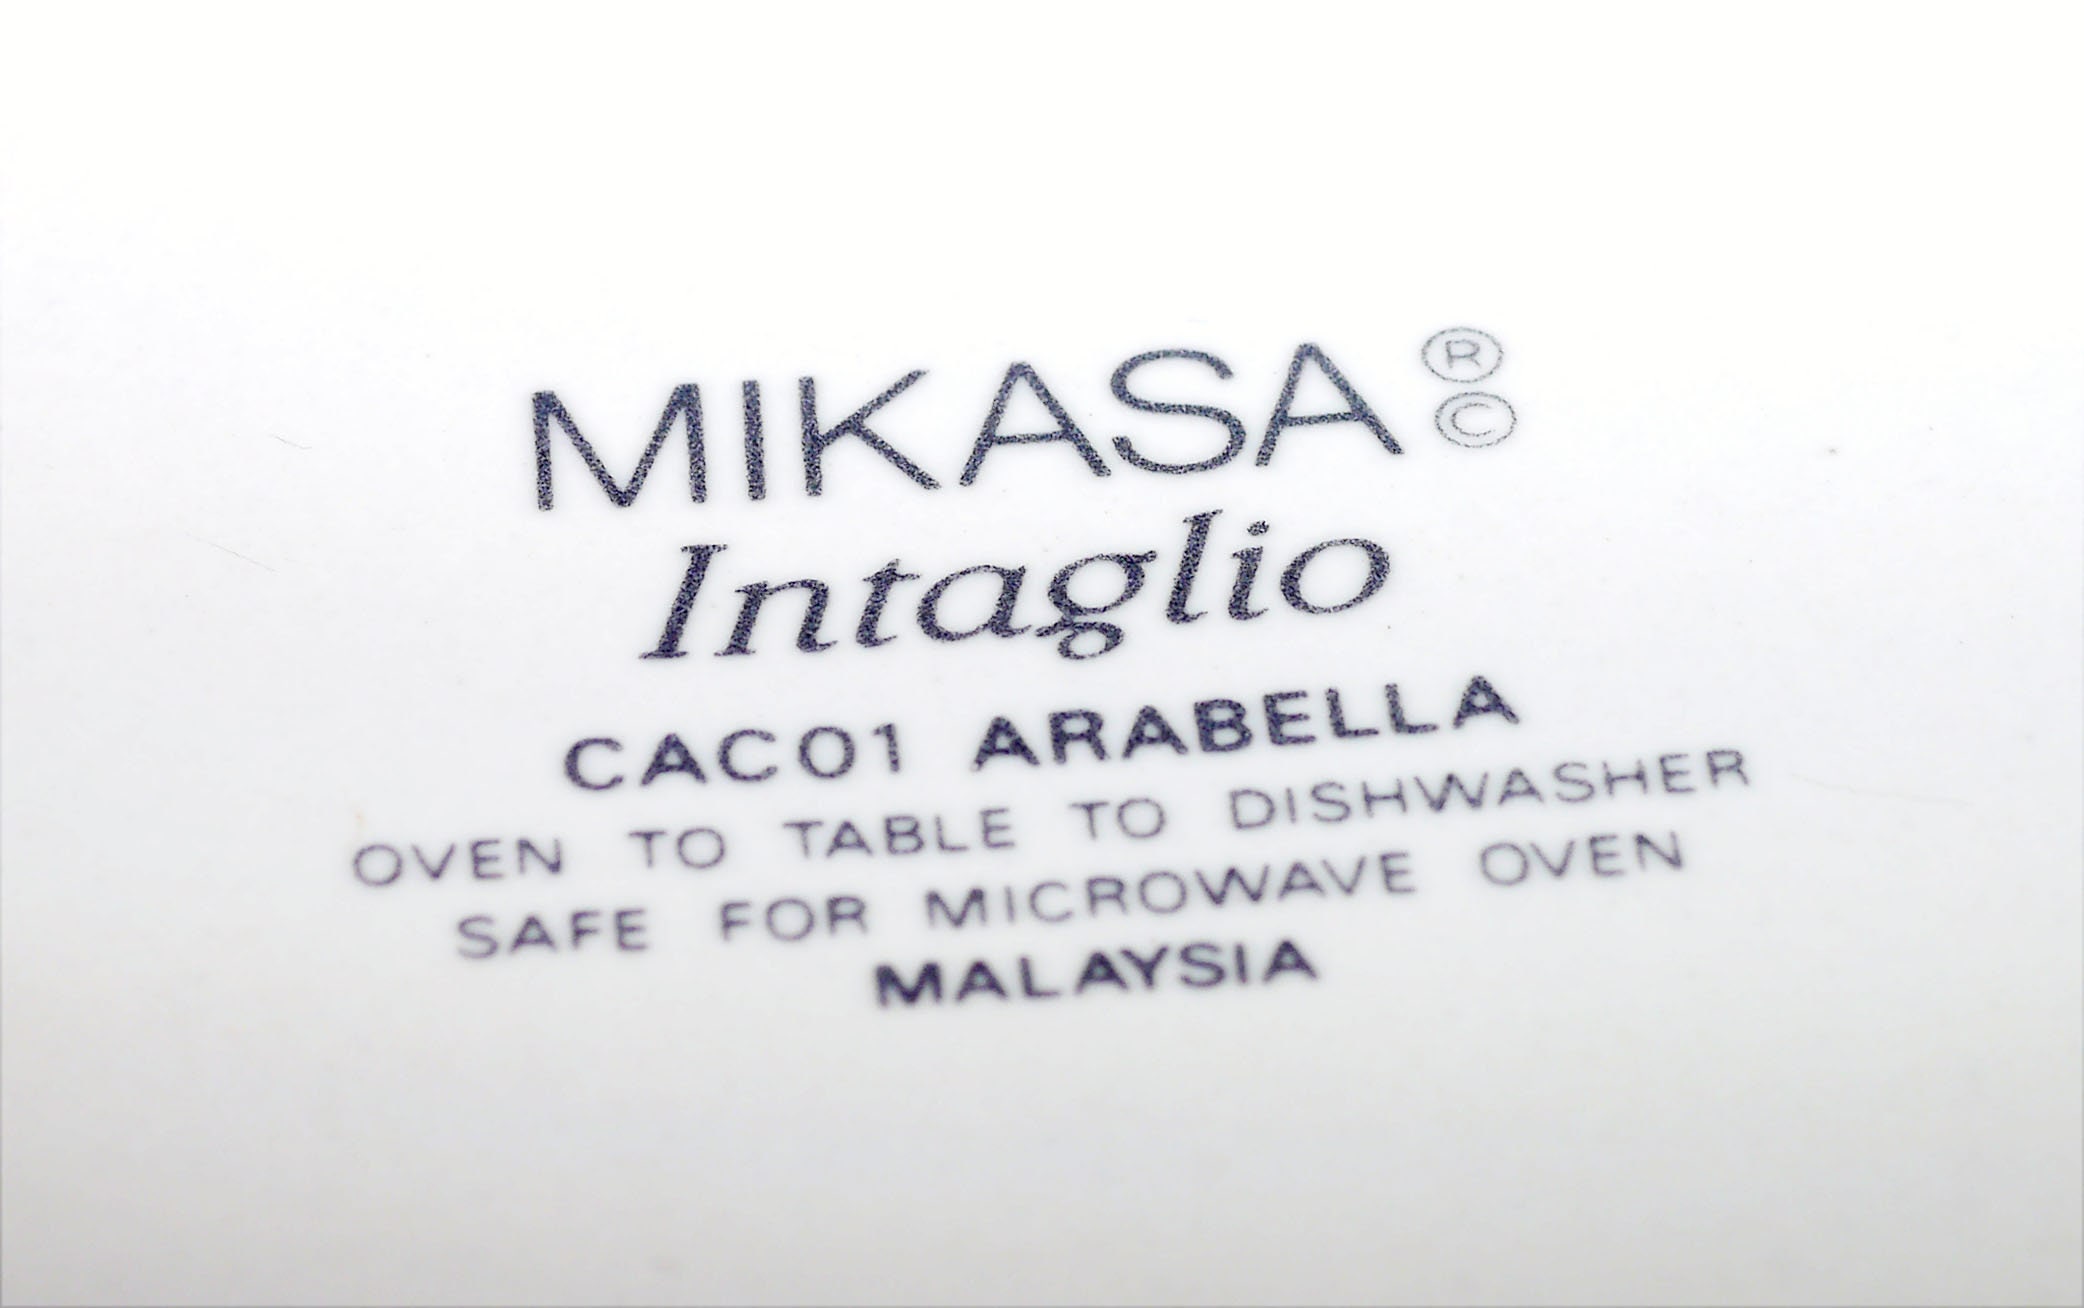 MIKASA ® ©
Intaglio
CAC01 ARABELLA
OVEN TO TABLE TO DISHWASHER
SAFE FOR MICROWAVE OVEN
MALAYSIA